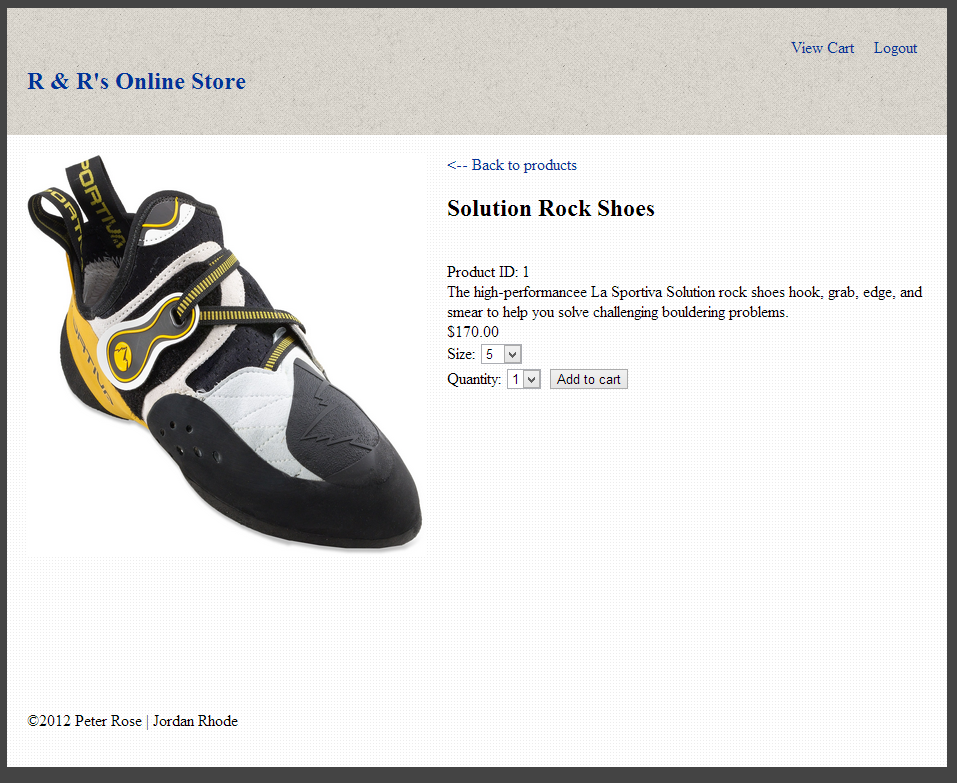 View Cart Logout
R & R's Online Store
<-- Back to products
Solution Rock Shoes
Product ID: 1
The high-performancee La Sportiva Solution rock shoes hook, grab, edge, and
smear to help you solve challenging bouldering problems.
$170.00
Size: 5
Quantity: 1 Add to cart
PORTIVA
ORTIVA
©2012 Peter Rose | Jordan Rhode